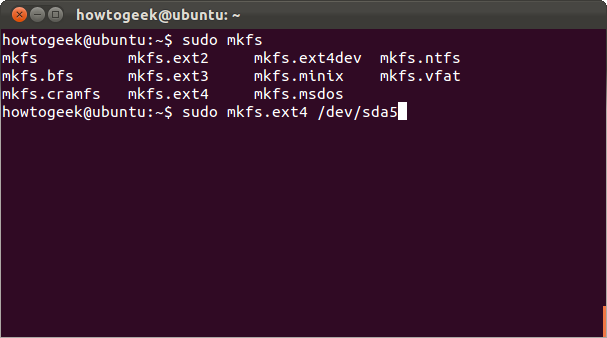 howtogeek@ubuntu: ~
howtogeek@ubuntu:~$ sudo mkfs
mkfs          mkfs.ext2     mkfs.ext4dev  mkfs.ntfs
mkfs.bfs      mkfs.ext3     mkfs.minix    mkfs.vfat
mkfs.cramfs   mkfs.ext4     mkfs.msdos
howtogeek@ubuntu:~$ sudo mkfs.ext4 /dev/sda5